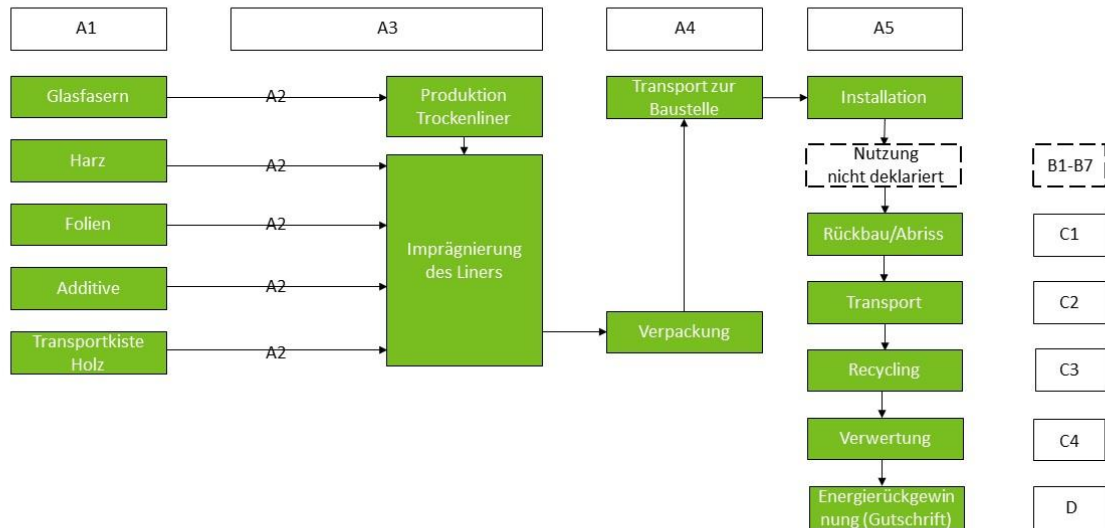 A1
A3
A4
A5
Glasfasern
A2
Produktion
Trockenliner
Transport zur
Baustelle
Installation
Harz
A2
Nutzung
nicht deklariert
B1-B7
Folien
A2
Imprägnierung
des Liners
Rückbau/Abriss
C1
Additive
A2
Transport
C2
Transportkiste
Holz
A2
Verpackung
Recycling
C3
Verwertung
C4
Energierückgewin
nung (Gutschrift)
D